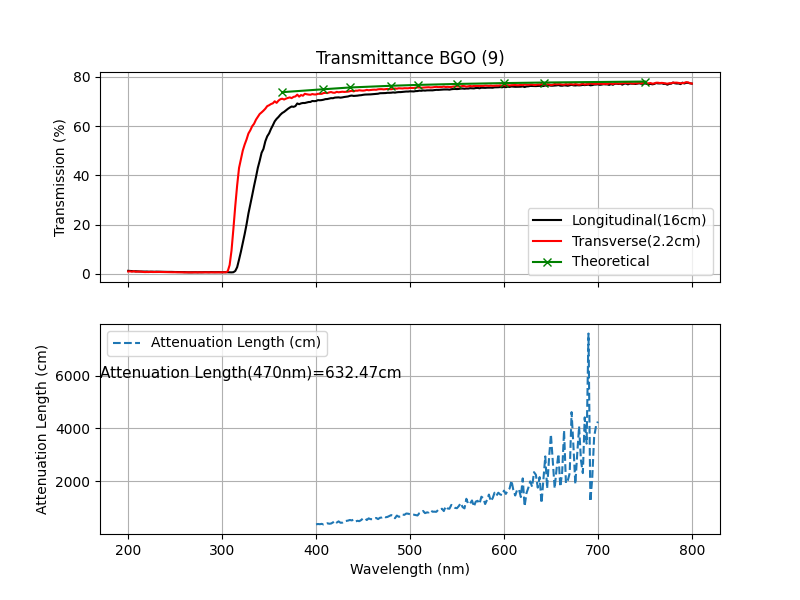 Transmittance BGO (9)
80
60
40
20
0
Transmission (%)
Longitudinal(16cm)
Transverse(2.2cm)
Theoretical
Attenuation Length (cm)
Attenuation Length(470nm)=632.47cm
6000
4000
2000
Attenuation Length (cm)
200 300 400 500 600 700 800
Wavelength (nm)